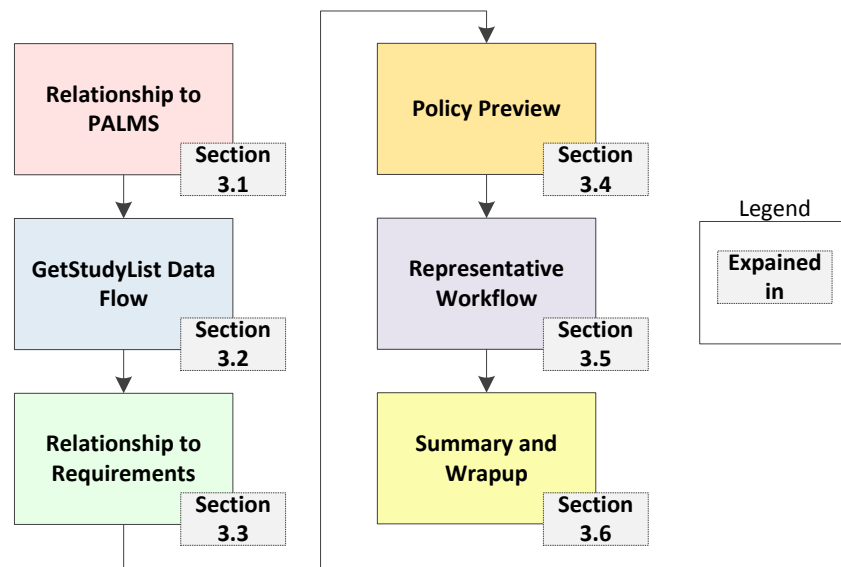 Relationship to
PALMS
Section
3.1
GetStudyList Data
Flow
Section
3.2
Relationship to
Requirements
Section
3.3
Policy Preview
Section
3.4
Representative
Workflow
Section
3.5
Summary and
Wrapup
Section
3.6
Legend
Expained
in